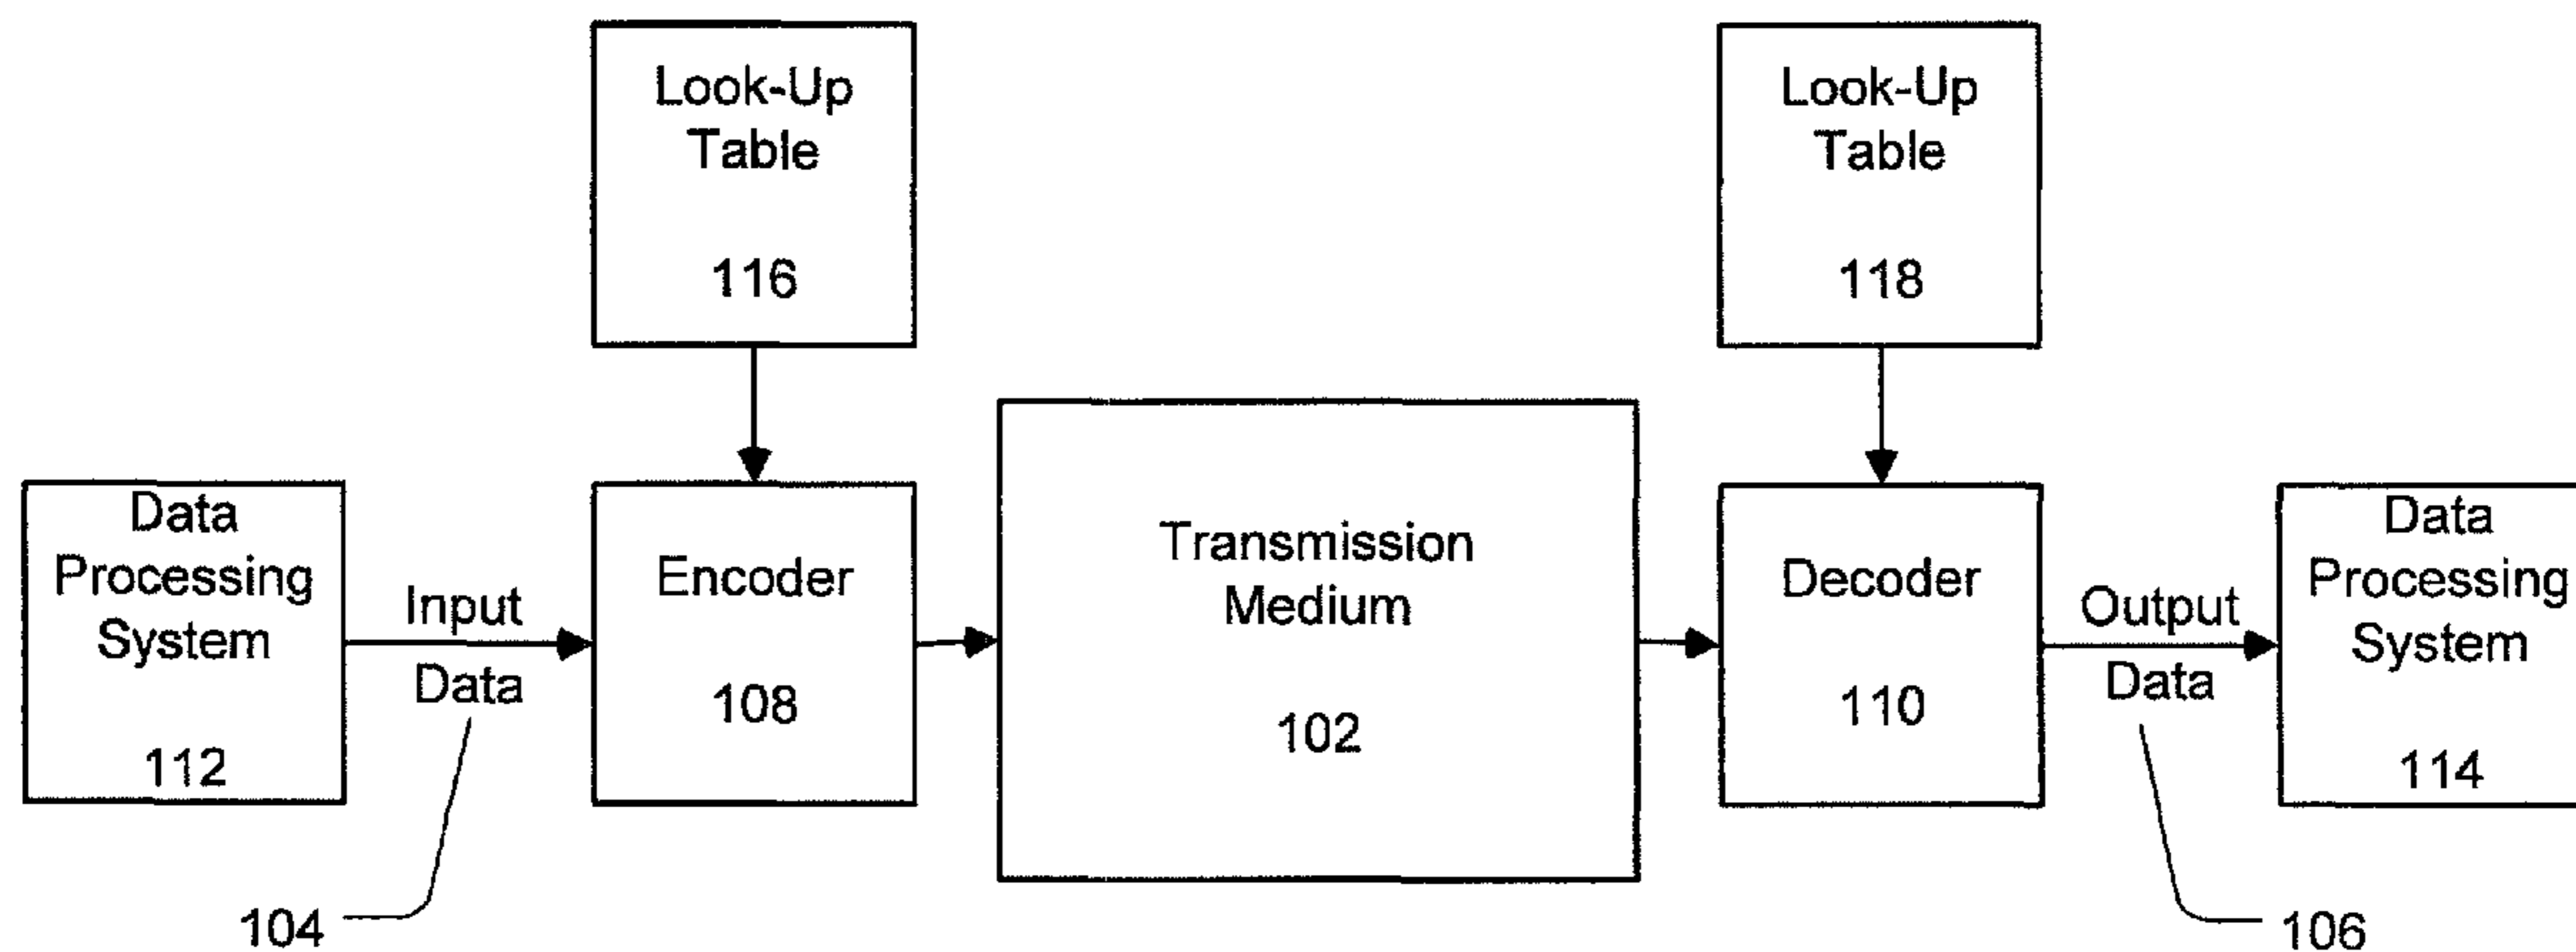 Look-Up
Table
116
Look-Up
Table
118
Data
Processing
System
112
Input
Data
104
Encoder
108
Transmission
Medium
102
Decoder
110
Output
Data
106
Data
Processing
System
114